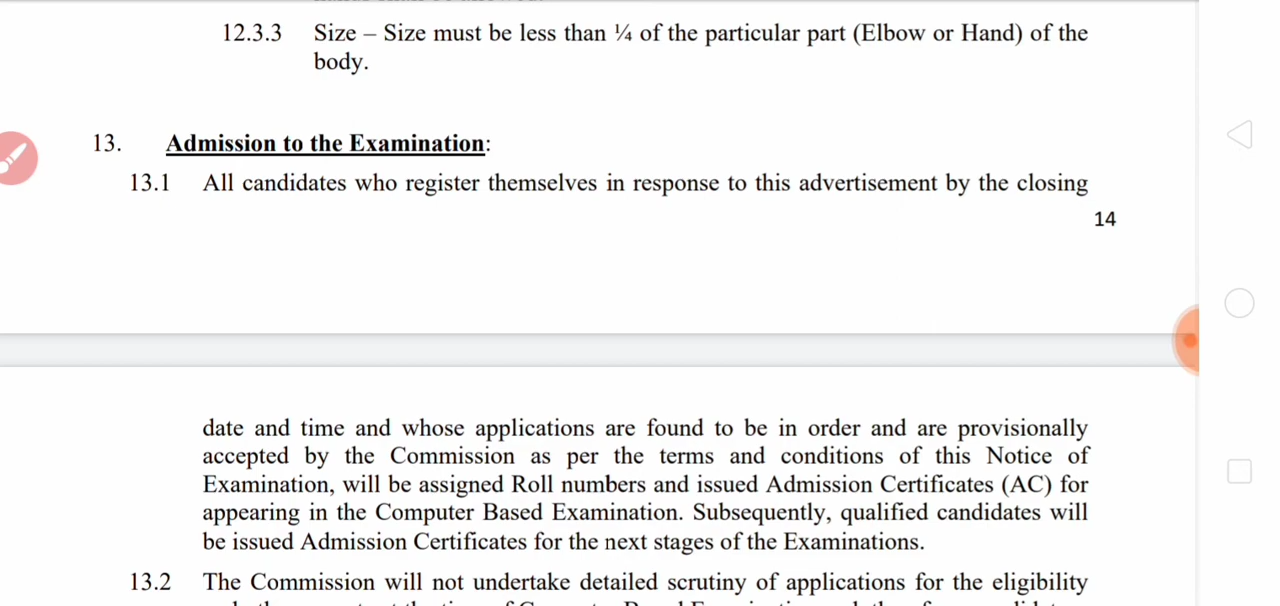 12.3.3 Size – Size must be less than ¼ of the particular part (Elbow or Hand) of the
body.
13. Admission to the Examination:
13.1 All candidates who register themselves in response to this advertisement by the closing
14
date and time and whose applications are found to be in order and are provisionally
accepted by the Commission as per the terms and conditions of this Notice of
Examination, will be assigned Roll numbers and issued Admission Certificates (AC) for
appearing in the Computer Based Examination. Subsequently, qualified candidates will
be issued Admission Certificates for the next stages of the Examinations.
13.2 The Commission will not undertake detailed scrutiny of applications for the eligibility